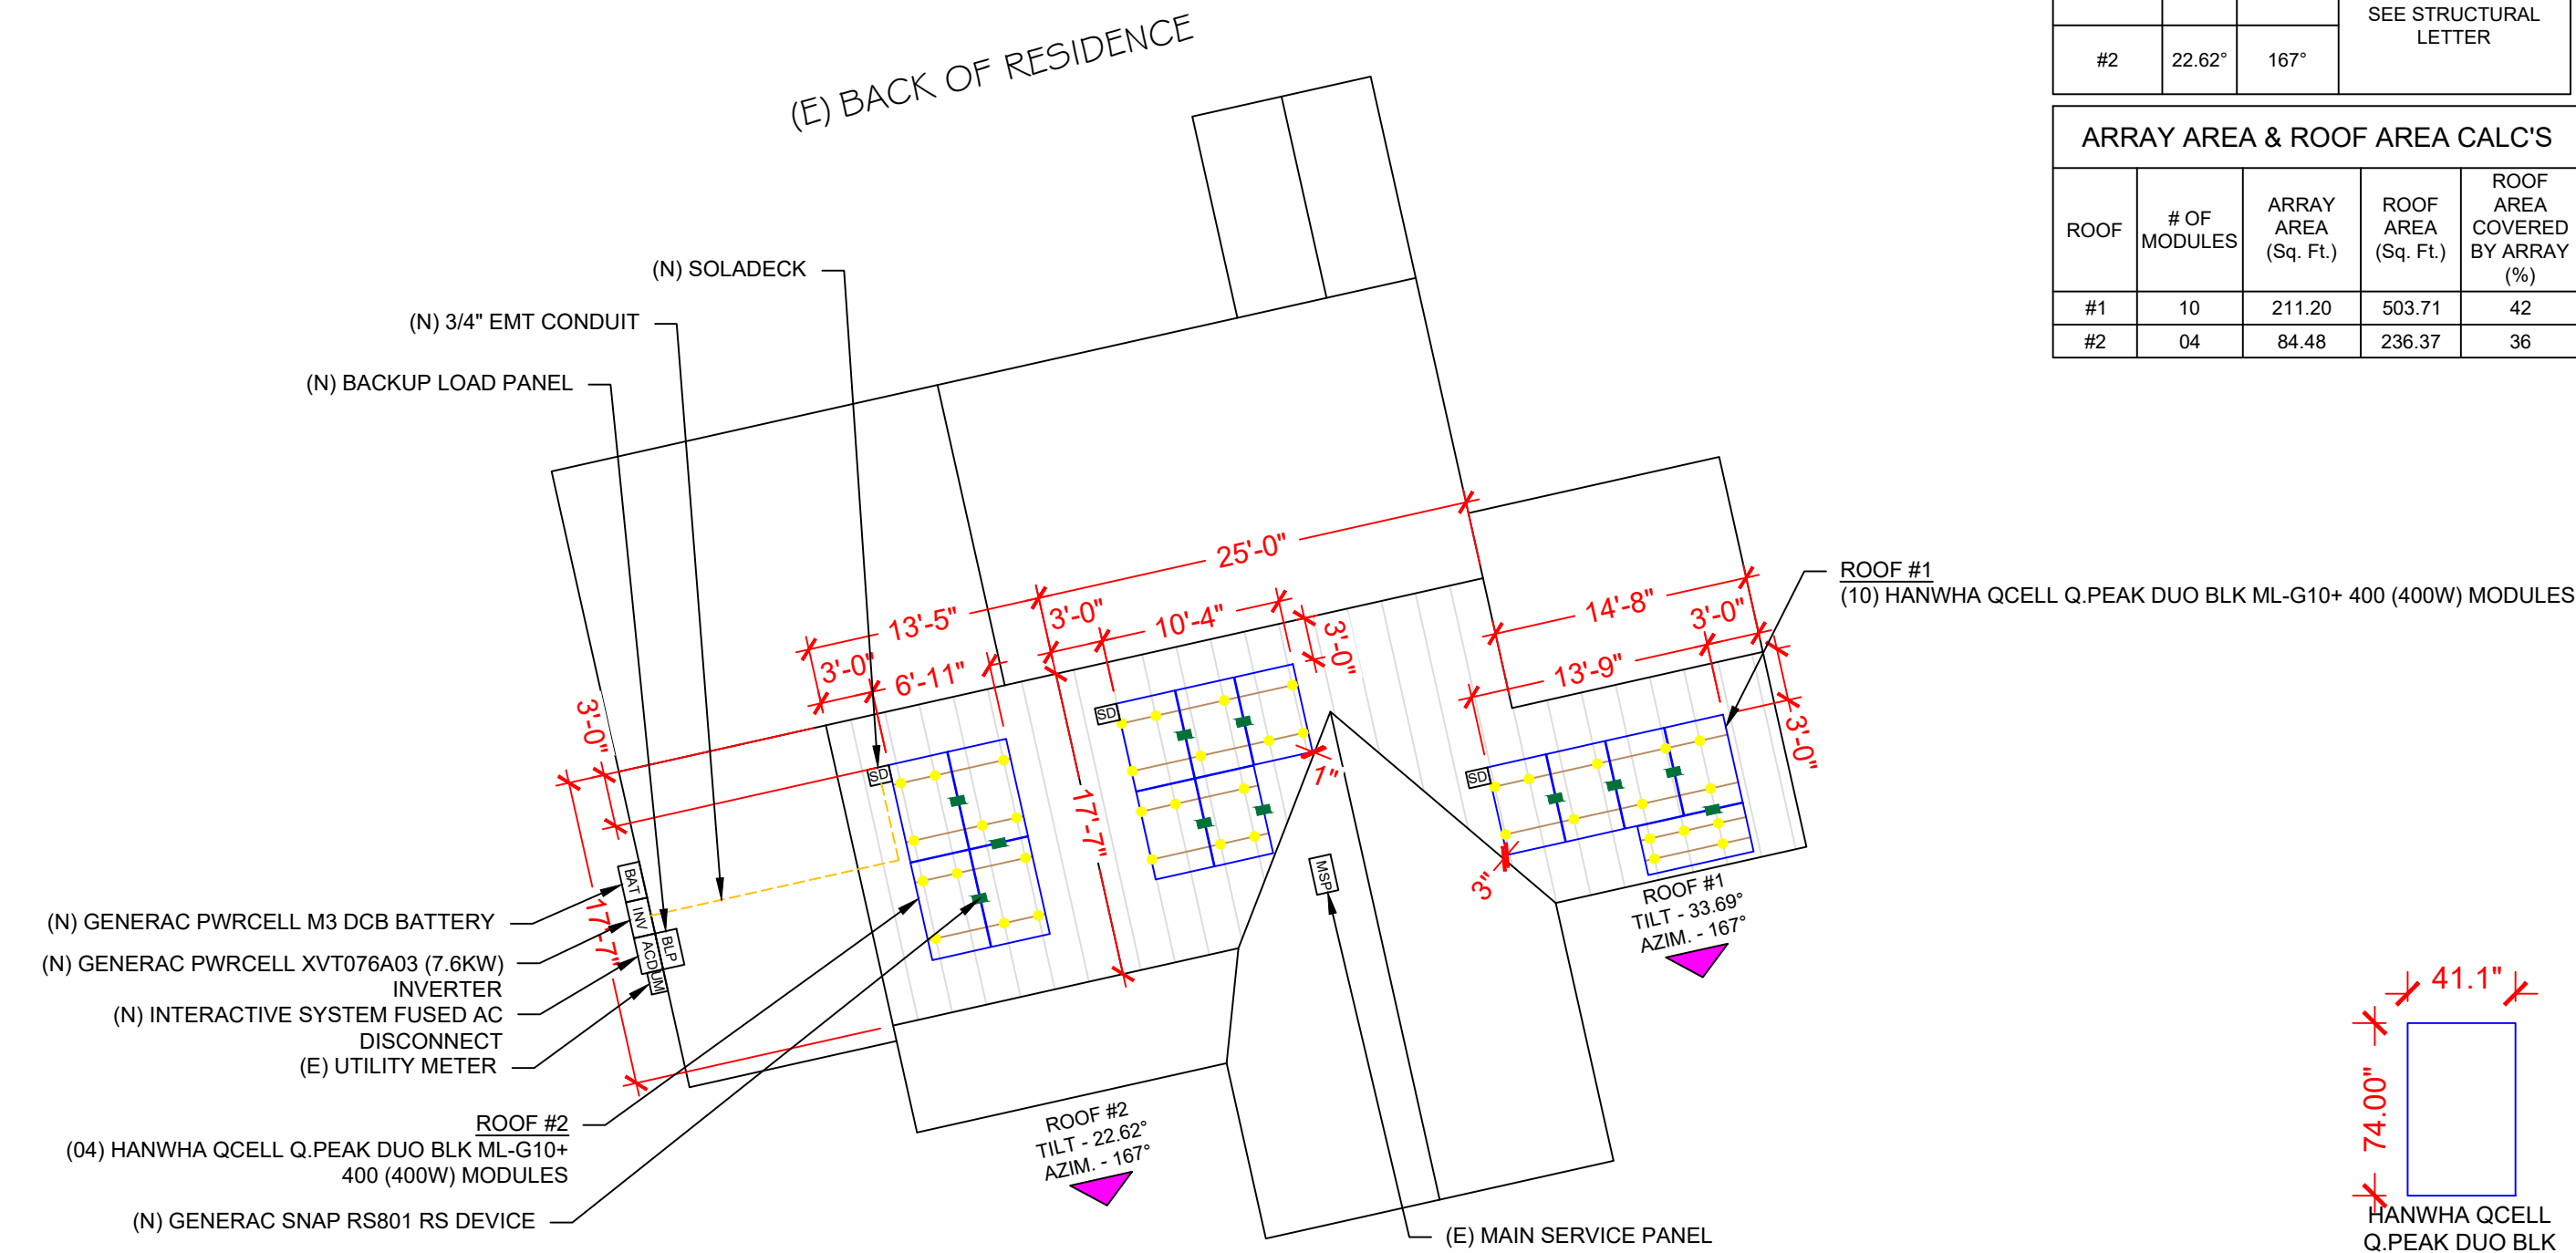 (E) BACK OF RESIDENCE
SEE STRUCTURAL
LETTER
#2 22.62° 167°
ARRAY AREA & ROOF AREA CALC'S
ROOF
# OF
MODULES
ARRAY
AREA
(Sq. Ft.)
ROOF
AREA
(Sq. Ft.)
ROOF
AREA
COVERED
BY ARRAY
(%)
#1 10 211.20 503.71 42
#2 04 84.48 236.37 36
(N) SOLADECK
(N) 3/4" EMT CONDUIT
(N) BACKUP LOAD PANEL
25'-0"
13'-5"
3'-0"
10'-4"
3'-0"
14'-8"
3'-0"
13'-9"
3'-0"
3'-0"
6'-11"
3'-0"
ROOF #1
(10) HANWHA QCELL Q.PEAK DUO BLK ML-G10+ 400 (400W) MODULES
SD
SD
SD
1"
3"
17'-7"
17'-7"
BAT
INV
ACD
BLP
UM
MSP
(N) GENERAC PWRCELL M3 DCB BATTERY
(N) GENERAC PWRCELL XVT076A03 (7.6KW)
INVERTER
(N) INTERACTIVE SYSTEM FUSED AC
DISCONNECT
(E) UTILITY METER
ROOF #2
(04) HANWHA QCELL Q.PEAK DUO BLK ML-G10+
400 (400W) MODULES
(N) GENERAC SNAP RS801 RS DEVICE
ROOF #1
TILT - 33.69°
AZIM. - 167°
ROOF #2
TILT - 22.62°
AZIM. - 167°
(E) MAIN SERVICE PANEL
41.1"
74.00"
HANWHA QCELL
Q.PEAK DUO BLK